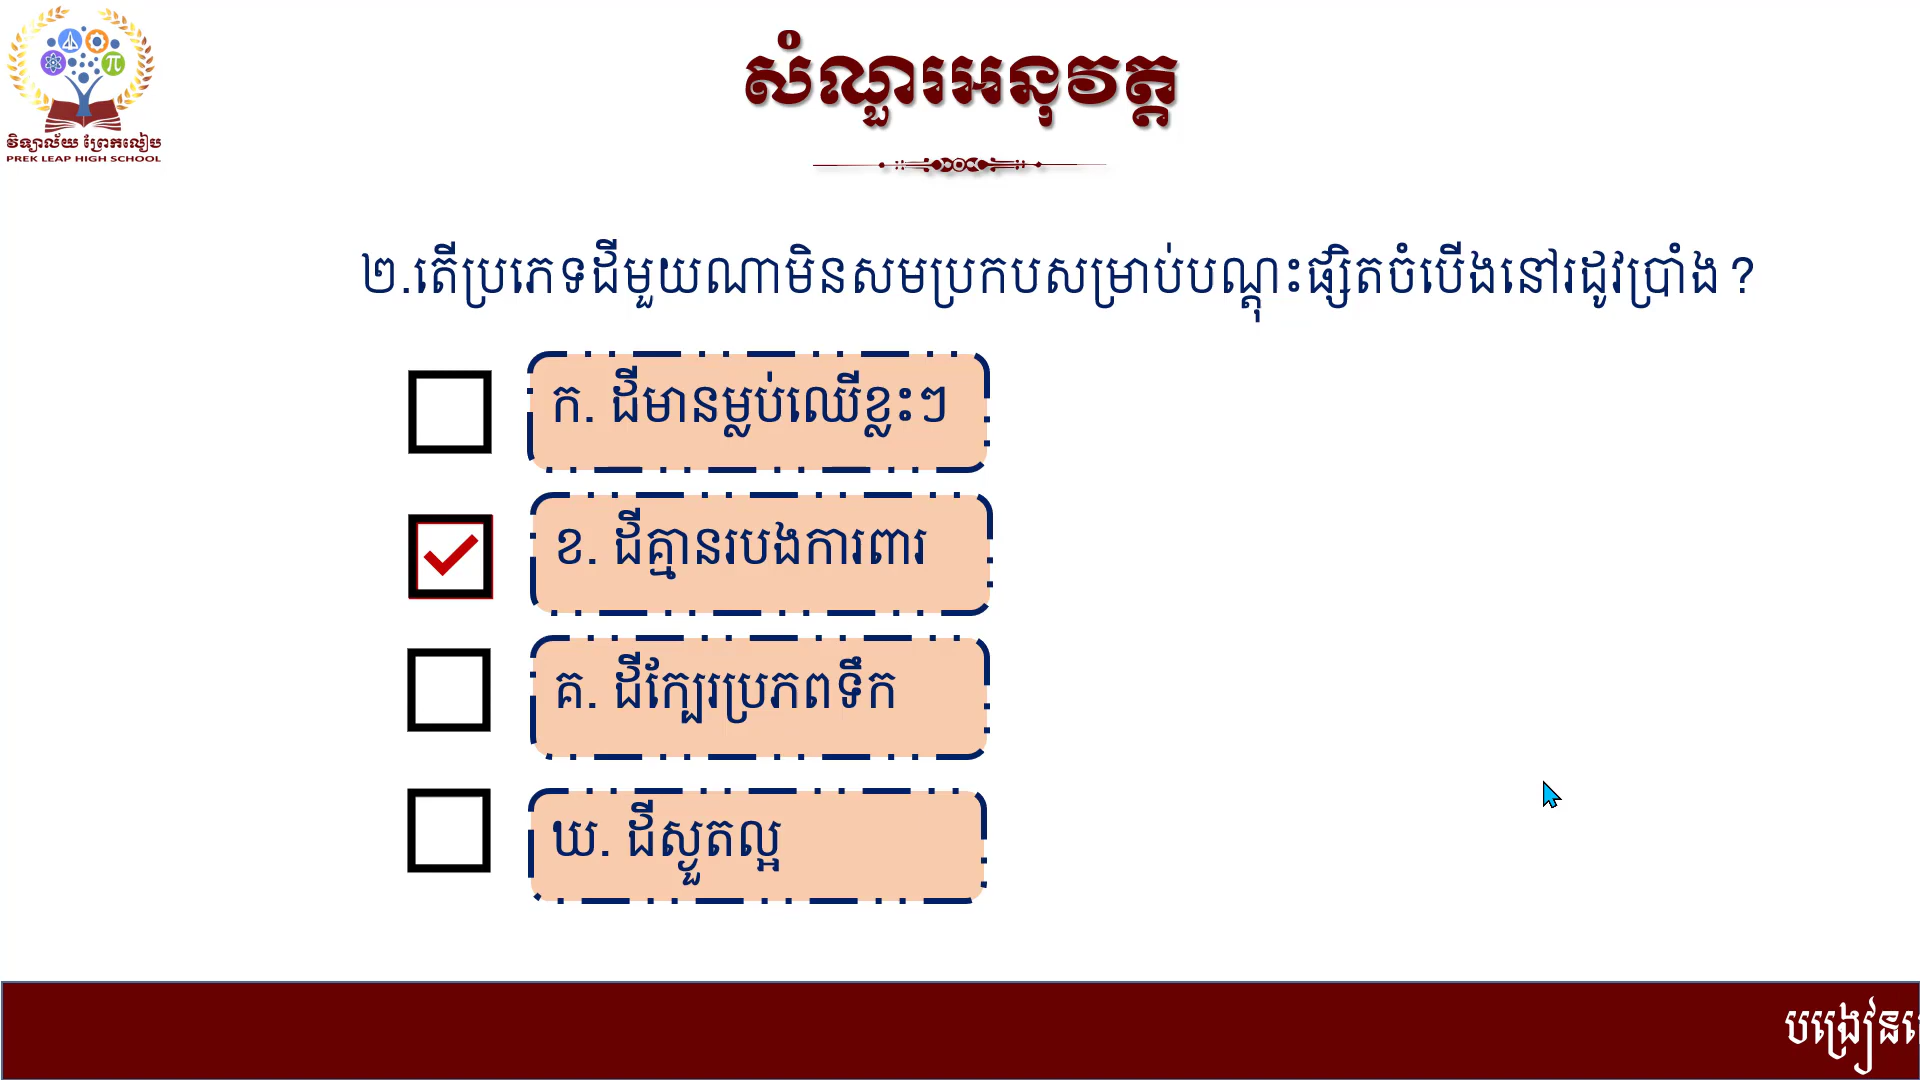 វិទ្យាល័យ ព្រែកលៀប
PREK LEAP HIGH SCHOOL
សំណួរអនុវត្ត
២.តើប្រភេទដីមួយណាមិនសមប្រកបសម្រាប់បណ្តុះផ្សិតចំបើងនៅរដូវប្រាំង ?
ក. ដីមានម្លប់ឈើខ្លះៗ
ខ. ដីគ្មានរបងការពារ
គ. ដីក្បែរប្រភពទឹក
ឃ. ដីស្ងួតល្អ
បង្រៀន